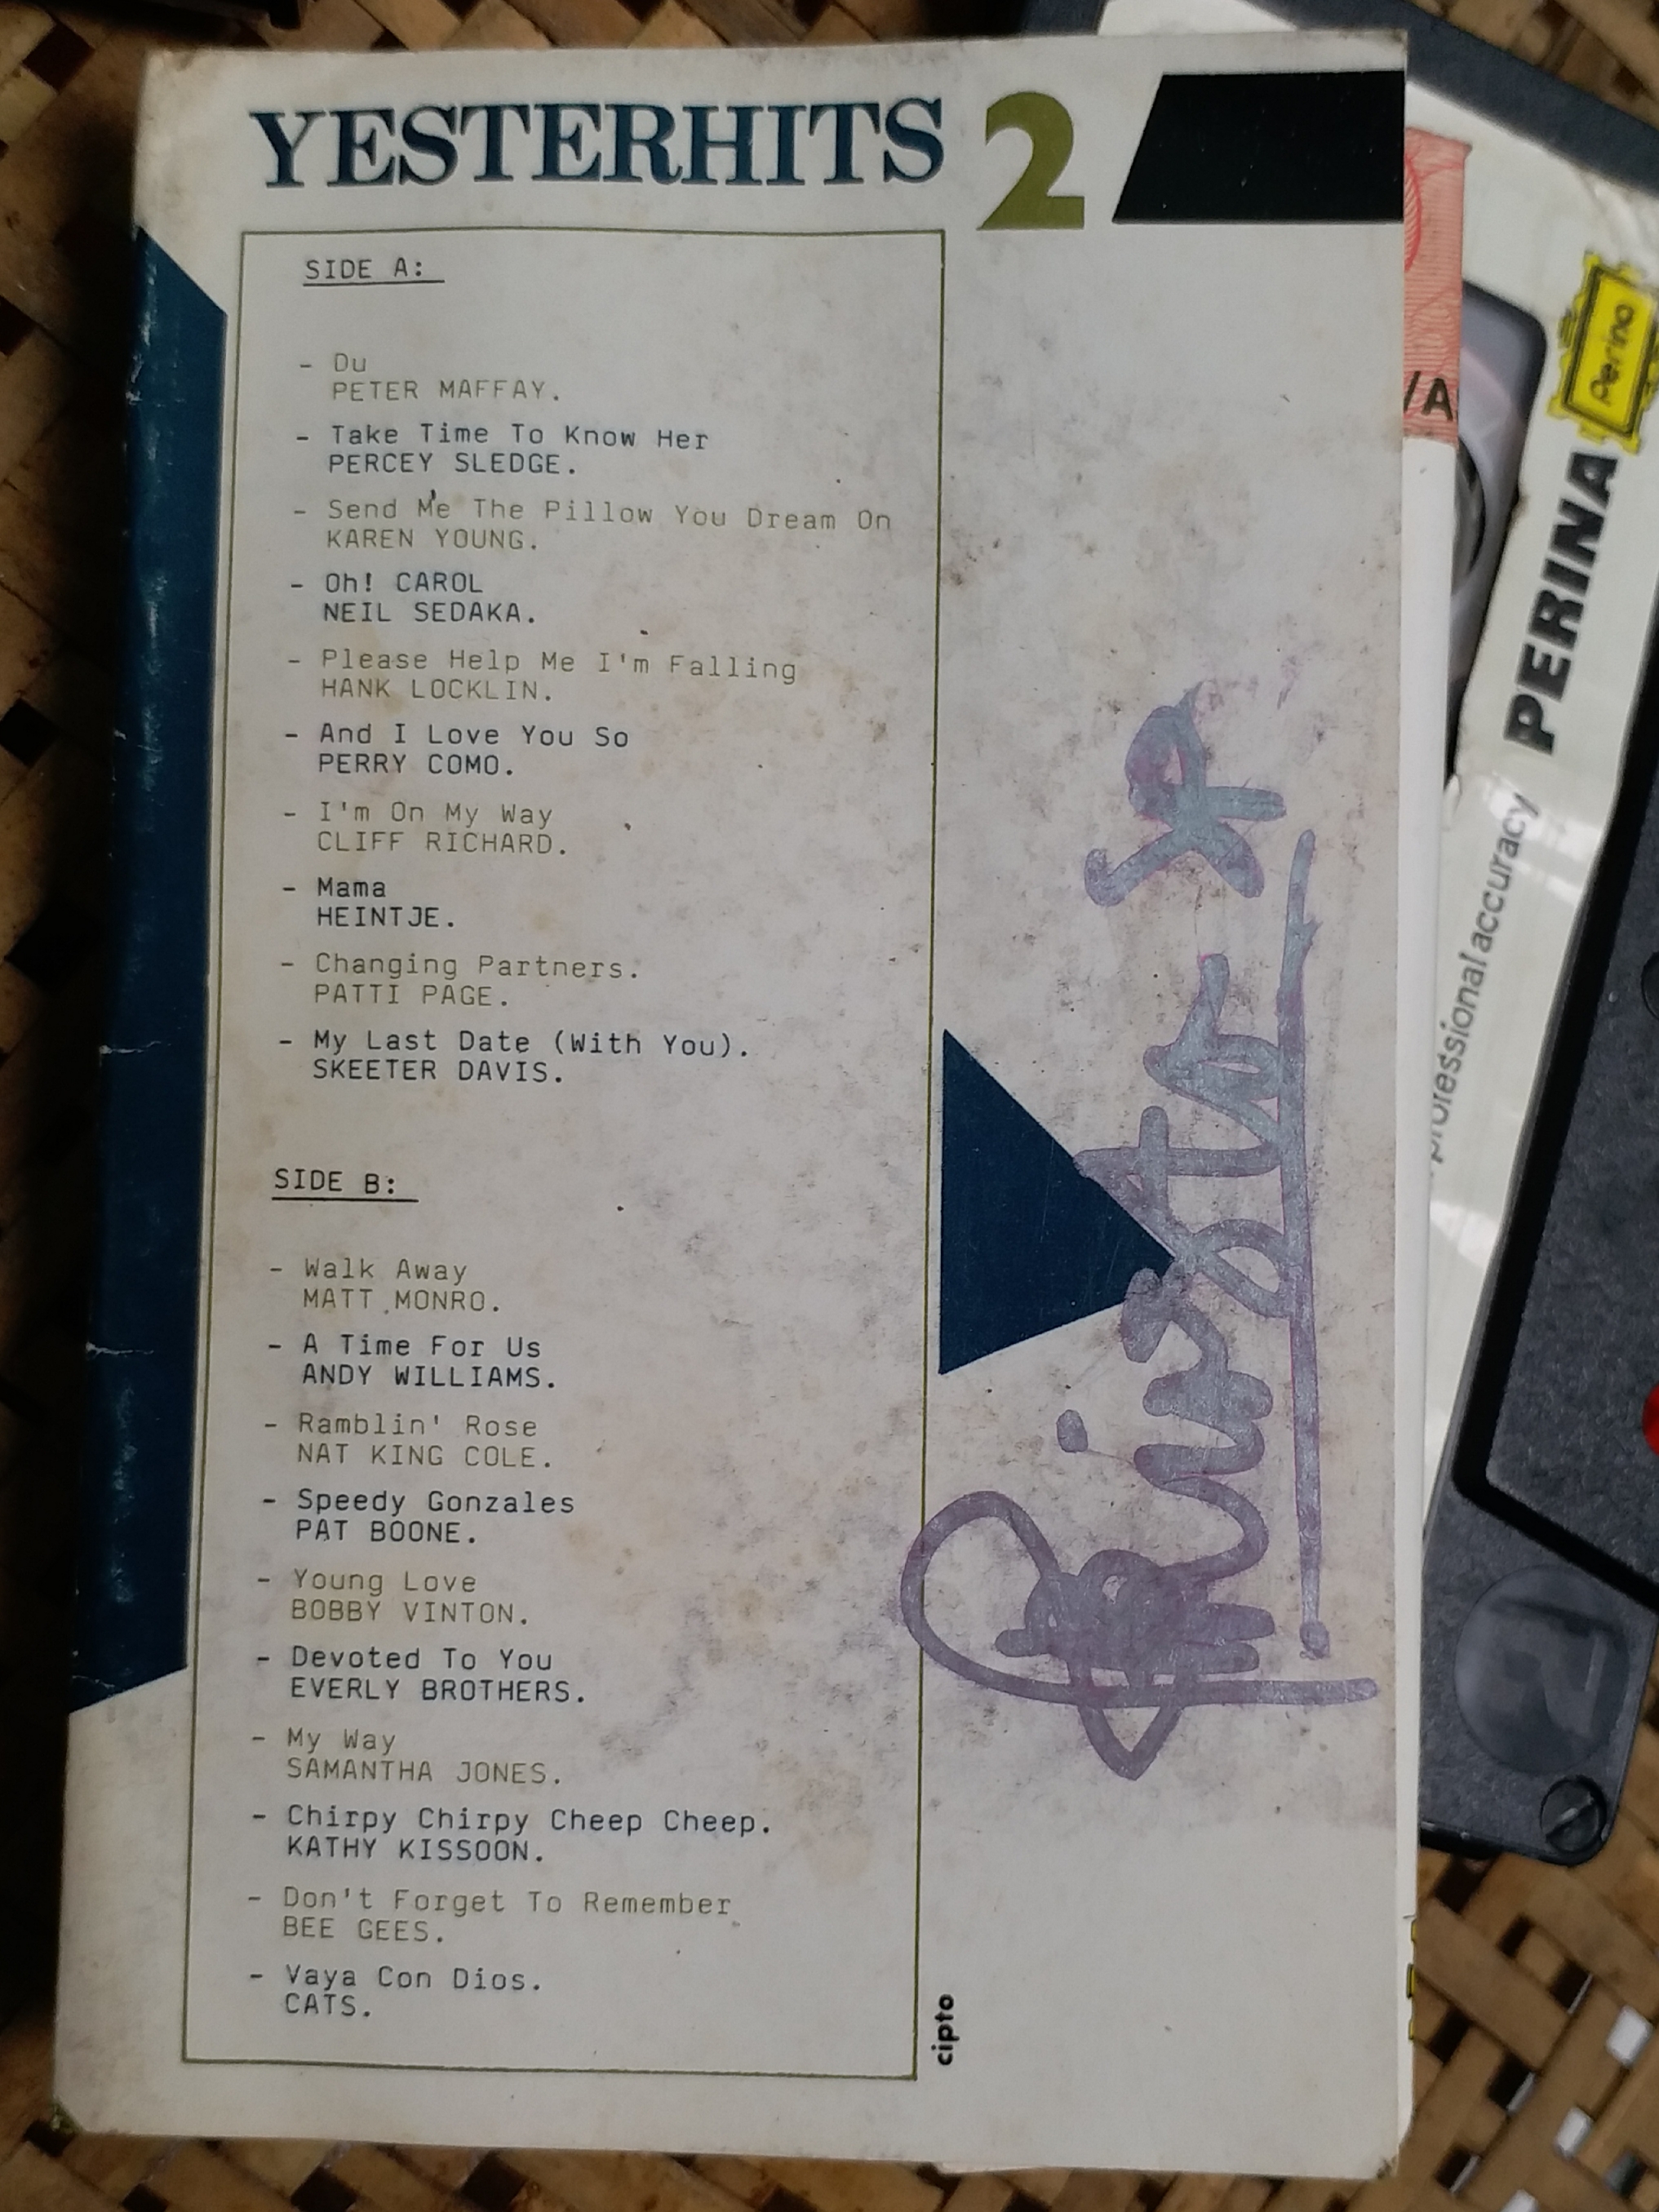 YESTERHITS 2
SIDE A:
- Du
PETER MAFFAY.
- Take Time To Know Her
PERCEY SLEDGE.
- Send Me The Pillow You Dream On
KAREN YOUNG.
- Oh! CAROL
NEIL SEDAKA.
- Please Help Me I'm Falling
HANK LOCKLIN.
- And I Love You So
PERRY COMO.
- I'm On My Way
CLIFF RICHARD.
- Mama
HEINTJE.
- Changing Partners.
PATTI PAGE.
- My Last Date (With You).
SKEETER DAVIS.
SIDE B:
- Walk Away
MATT MONRO.
- A Time For Us
ANDY WILLIAMS.
- Ramblin' Rose
NAT KING COLE.
- Speedy Gonzales
PAT BOONE.
- Young Love
BOBBY VINTON.
- Devoted To You
EVERLY BROTHERS.
- My Way
SAMANTHA JONES.
- Chirpy Chirpy Cheep Cheep.
KATHY KISSOON.
- Don't Forget To Remember
BEE GEES.
- Vaya Con Dios.
CATS.
cipto
/A
Perina
PERINA
professional accuracy